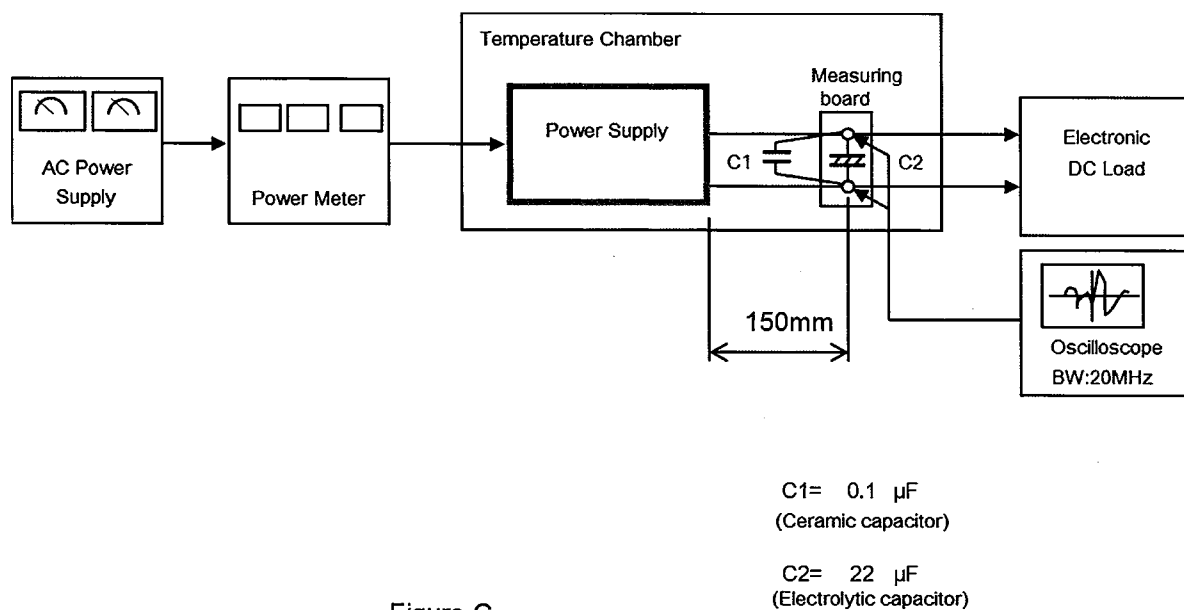 Temperature Chamber
Measuring
board
AC Power
Supply
Power Meter
Power Supply
C1
C2
Electronic
DC Load
150mm
Oscilloscope
BW:20MHz
C1= 0.1 µF
(Ceramic capacitor)
C2= 22 µF
(Electrolytic capacitor)